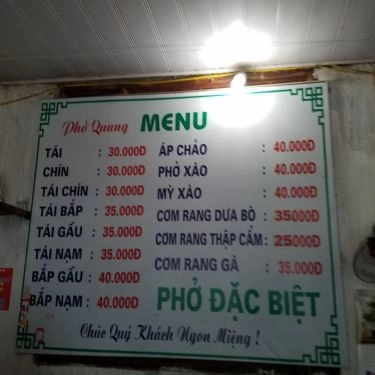 Phở Quang MENU
TÁI : 30.000Đ
CHÍN : 30.000Đ
TÁI CHÍN : 30.000Đ
TÁI BẮP : 35.000Đ
TÁI GẦU : 35.000Đ
TÁI NẠM : 35.000Đ
BẮP GẦU : 40.000Đ
BẮP NẠM : 40.000Đ
ÁP CHẢO : 40.000Đ
PHỞ XÀO : 40.000Đ
MỲ XÀO : 40.000Đ
CƠM RANG DƯA BÒ : 35000Đ
CƠM RANG THẬP CẨM : 25000Đ
CƠM RANG GÀ : 35.000Đ
PHỞ ĐẶC BIỆT
Chúc Quý Khách Ngon Miệng !